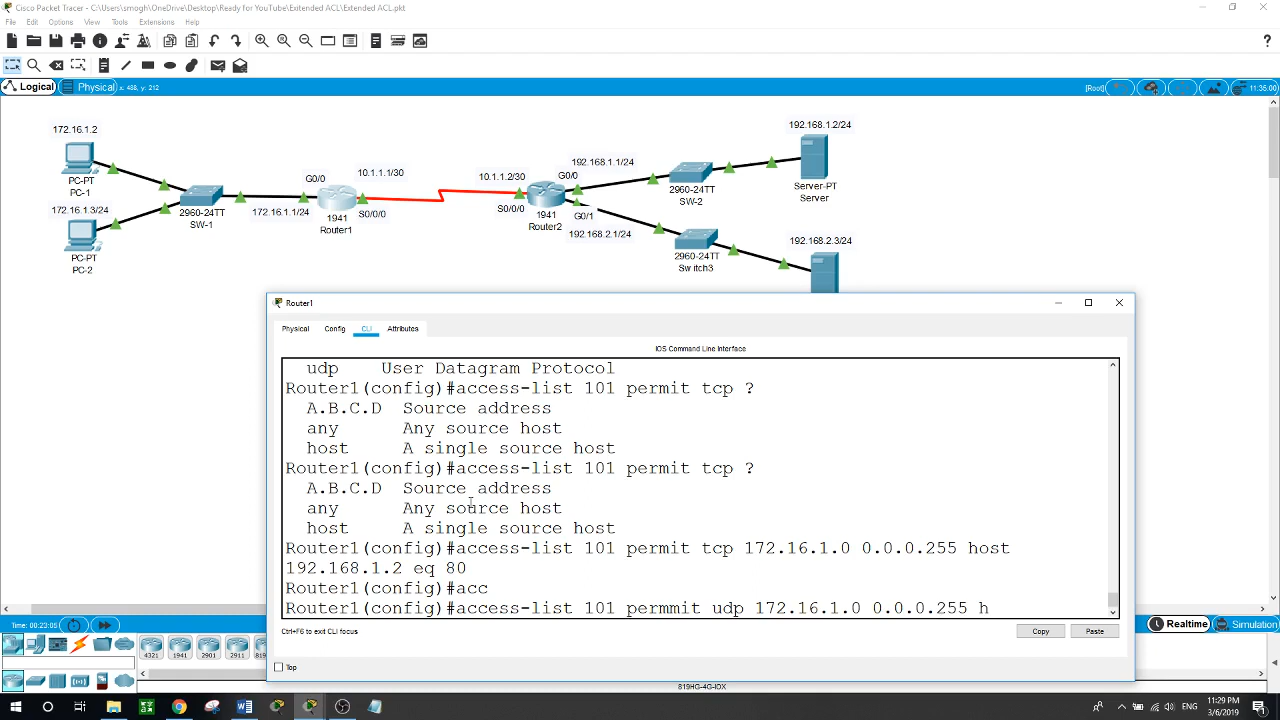 Cisco Packet Tracer - C:\Users\smogh\OneDrive\Desktop\Ready for YouTube\Extended ACL\Extended ACL.pkt
File Edit Options View Tools Extensions Help
Logical Physical x: 488, y: 212 [Root] 11:35:00
172.16.1.2
PC-PT
PC-1
172.16.1.3/24
PC-PT
PC-2
2960-24TT
SW-1
G0/0
172.16.1.1/24
10.1.1.1/30
1941
Router1
S0/0/0
10.1.1.2/30
S0/0/0
1941
Router2
G0/0
192.168.1.1/24
G0/1
192.168.2.1/24
2960-24TT
SW-2
2960-24TT
Switch3
192.168.1.2/24
Server-PT
Server
192.168.2.3/24
Router1
Physical Config CLI Attributes
IOS Command Line Interface
udp User Datagram Protocol
Router1(config)#access-list 101 permit tcp ?
A.B.C.D Source address
any Any source host
host A single source host
Router1(config)#access-list 101 permit tcp ?
A.B.C.D Source address
any Any source host
host A single source host
Router1(config)#access-list 101 permit tcp 172.16.1.0 0.0.0.255 host
192.168.1.2 eq 80
Router1(config)#acc
Router1(config)#access-list 101 permmit udp 172.16.1.0 0.0.0.255 h
Ctrl+F6 to exit CLI focus
Copy Paste
Top
Time: 23:23:05
Realtime Simulation
4321 1941 2901 2911
819HG-4G-IOX
11:29 PM
3/6/2019